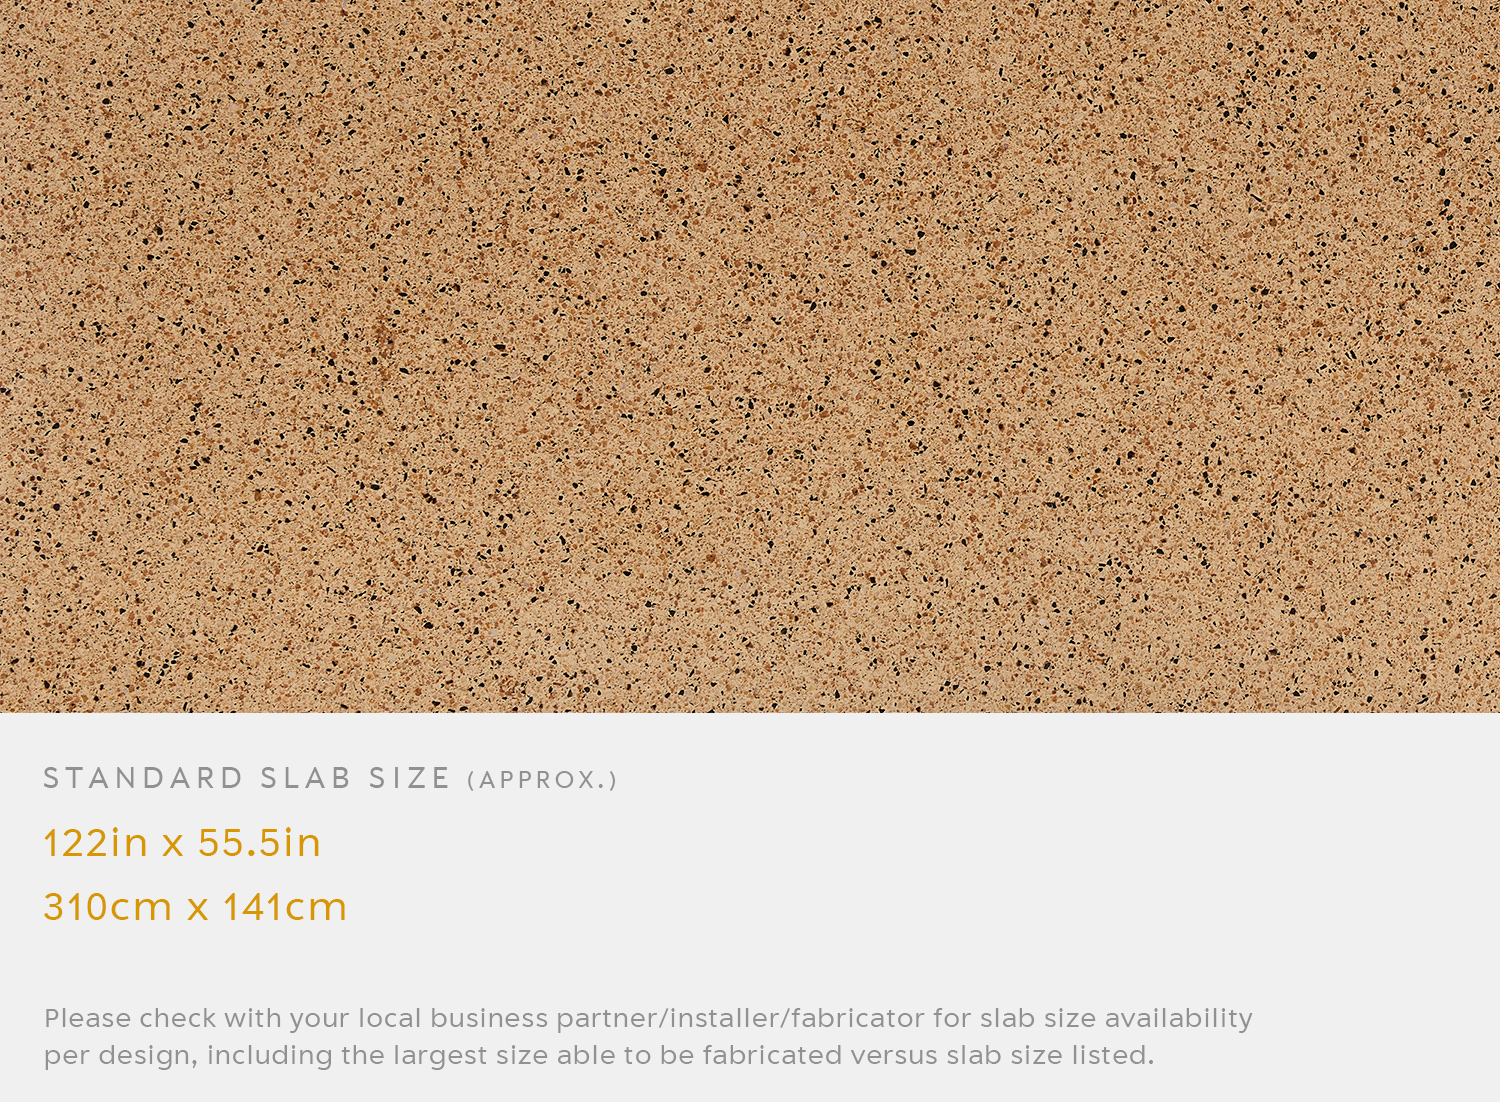 STANDARD SLAB SIZE (APPROX.)
122in x 55.5in
310cm x 141cm
Please check with your local business partner/installer/fabricator for slab size availability
per design, including the largest size able to be fabricated versus slab size listed.